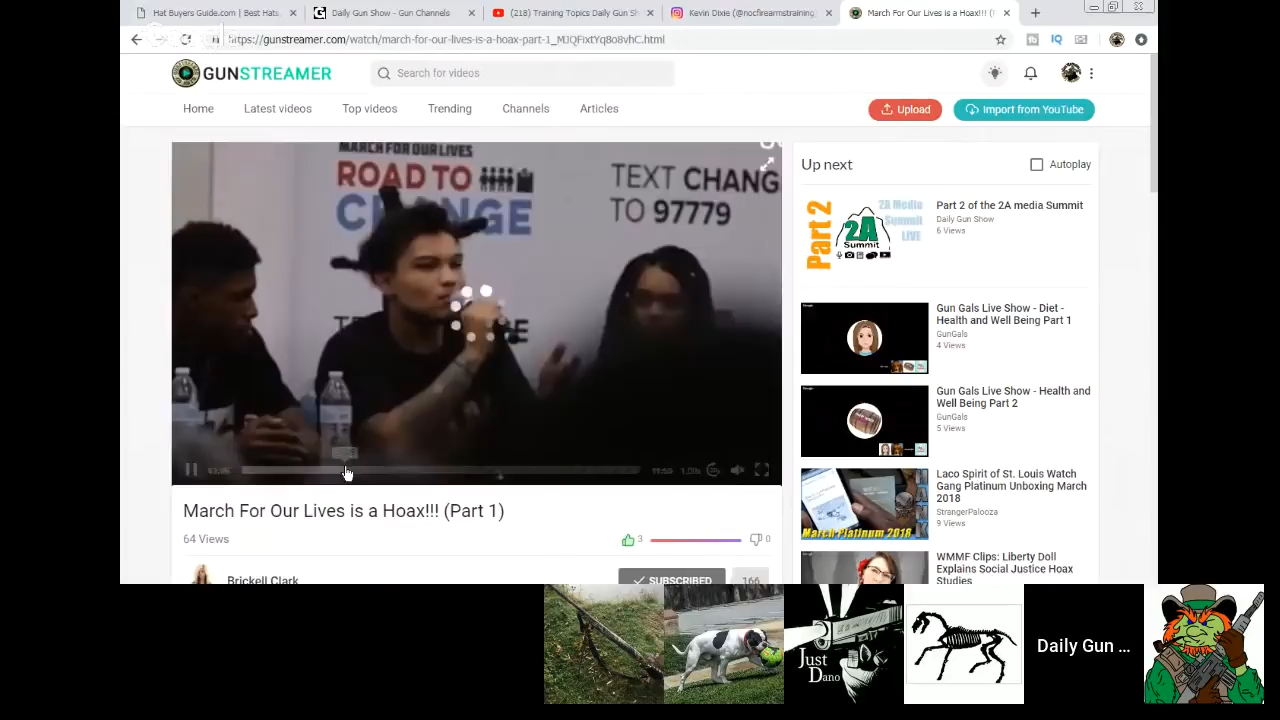 Hat Buyers Guide.com | Best Hats
Daily Gun Show - Gun Channels
(218) Training Topics Daily Gun Sh
Kevin Dixie (@nocfirearmstraining
March For Our Lives is a Hoax!!! (
https://gunstreamer.com/watch/march-for-our-lives-is-a-hoax-part-1_MJQFixtYq8o8vhC.html
IQ
GUNSTREAMER
Search for videos
Home
Latest videos
Top videos
Trending
Channels
Articles
Upload
Import from YouTube
MARCH FOR OUR LIVES
ROAD TO
CHANGE
TEXT CHANG
TO 97779
Up next
Autoplay
Part 2
2A Media
Summit
LIVE
2A
Summit
Part 2 of the 2A media Summit
Daily Gun Show
6 Views
Gun Gals Live Show - Diet -
Health and Well Being Part 1
GunGals
4 Views
Gun Gals Live Show - Health and
Well Being Part 2
GunGals
5 Views
March Platinum 2018
Laco Spirit of St. Louis Watch
Gang Platinum Unboxing March
2018
StrangerPalooza
9 Views
WMMF Clips: Liberty Doll
Explains Social Justice Hoax
Studies
March For Our Lives is a Hoax!!! (Part 1)
64 Views
3
0
Brickell Clark
SUBSCRIBED
166
Just
Dano
Daily Gun ...